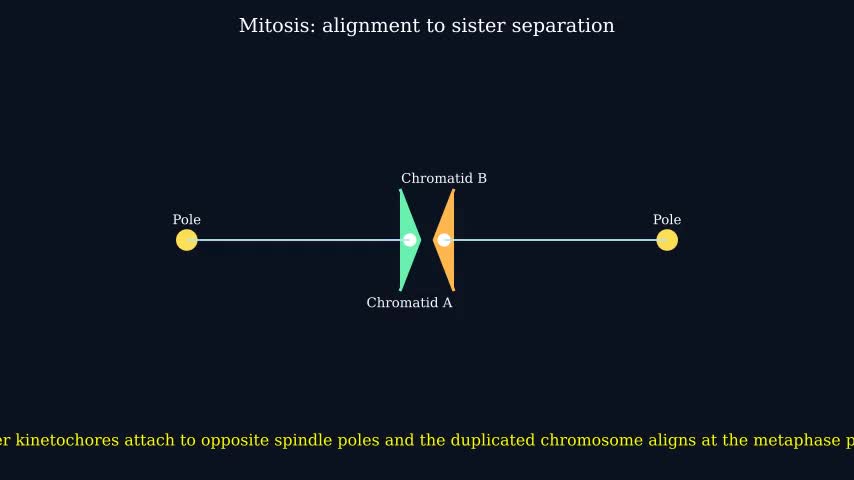 Mitosis: alignment to sister separation
Chromatid B
Pole
Pole
Chromatid A
kinetochores attach to opposite spindle poles and the duplicated chromosome aligns at the metaphase